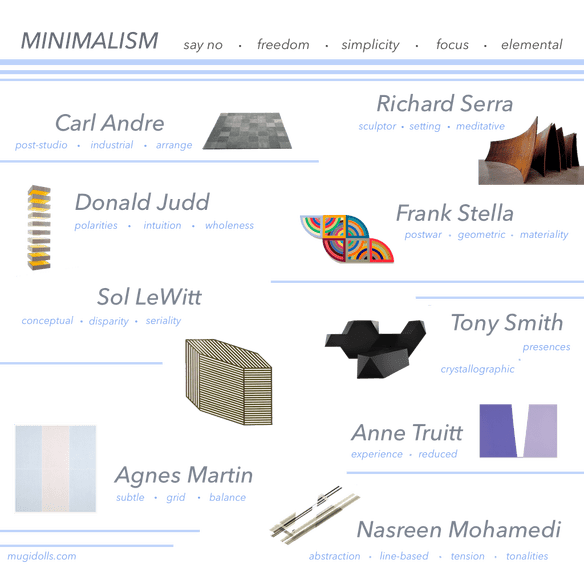 MINIMALISM say no • freedom • simplicity • focus • elemental
Carl Andre
post-studio • industrial • arrange
Richard Serra
sculptor • setting • meditative
Donald Judd
polarities • intuition • wholeness
Frank Stella
postwar • geometric • materiality
Sol LeWitt
conceptual • disparity • seriality
Tony Smith
presences
•
crystallographic
Anne Truitt
experience • reduced
Agnes Martin
subtle • grid • balance
Nasreen Mohamedi
abstraction • line-based • tension • tonalities
mugidolls.com